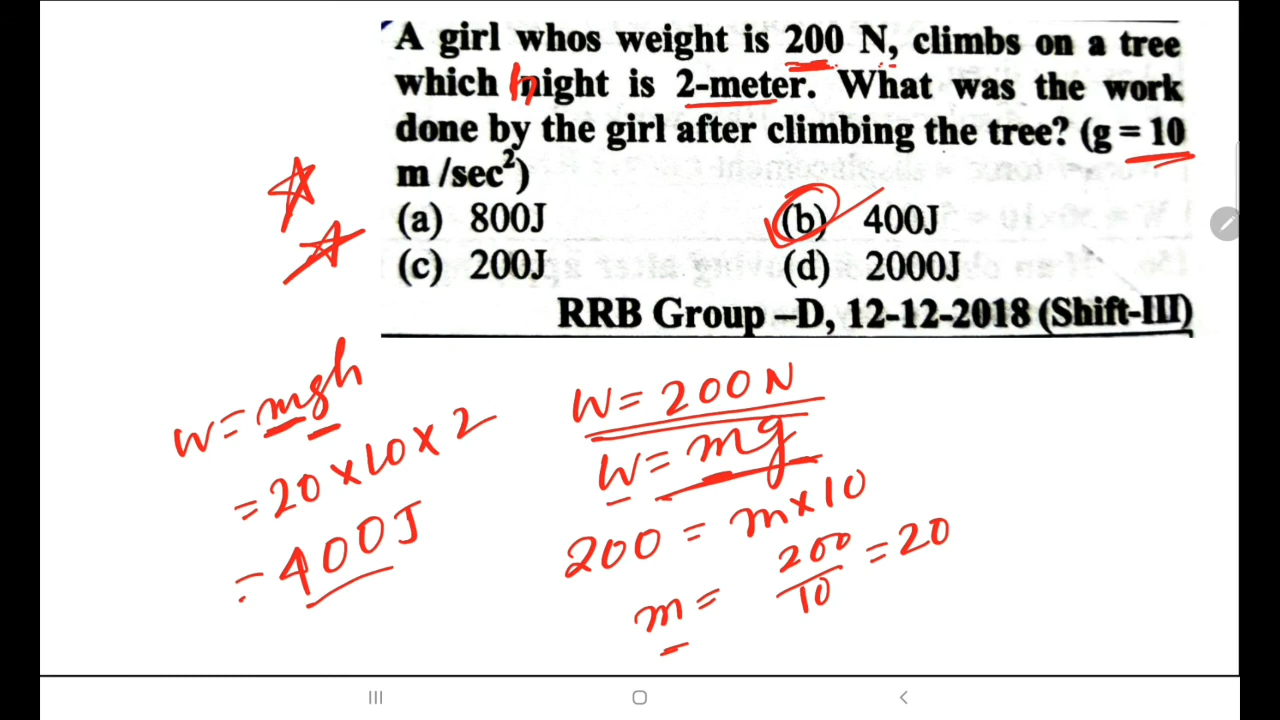 A girl whos weight is 200 N, climbs on a tree
which hight is 2-meter. What was the work
done by the girl after climbing the tree? (g = 10
m /sec²)
(a) 800J (b) 400J
(c) 200J (d) 2000J
RRB Group –D, 12-12-2018 (Shift-III)
W = mgh
= 20 × 10 × 2
= 400J
W = 200 N
W = mg
200 = m × 10
m = 200/10 = 20